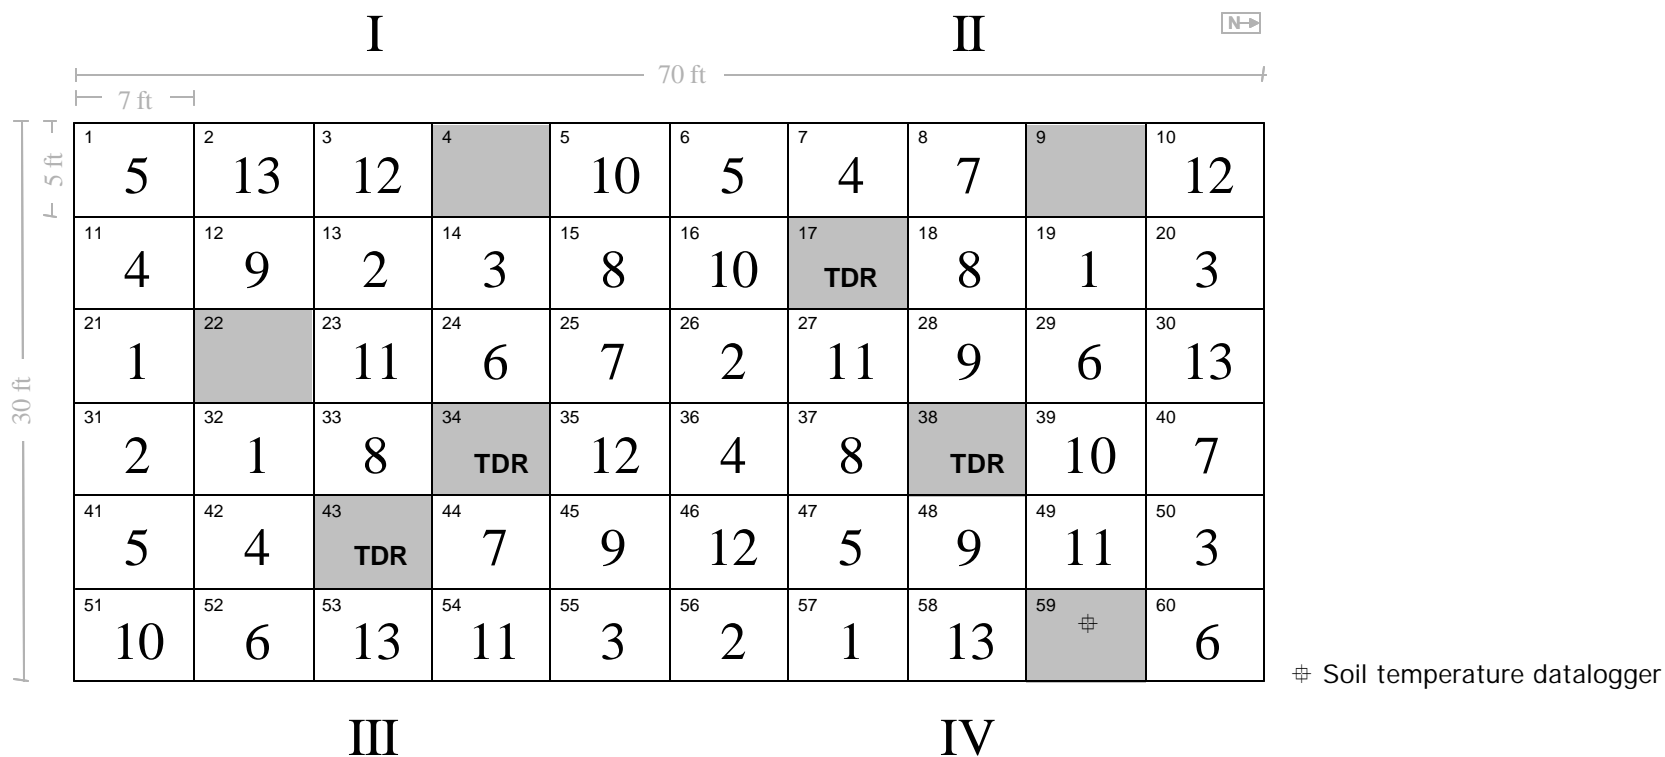 I II N
70 ft
7 ft
5 ft
30 ft
1 2 3 4 5 6 7 8 9 10
5 13 12 10 5 4 7 12
11 12 13 14 15 16 17 18 19 20
4 9 2 3 8 10 TDR 8 1 3
21 22 23 24 25 26 27 28 29 30
1 11 6 7 2 11 9 6 13
31 32 33 34 35 36 37 38 39 40
2 1 8 TDR 12 4 8 TDR 10 7
41 42 43 44 45 46 47 48 49 50
5 4 TDR 7 9 12 5 9 11 3
51 52 53 54 55 56 57 58 59 60
10 6 13 11 3 2 1 13 6
Soil temperature datalogger
III IV